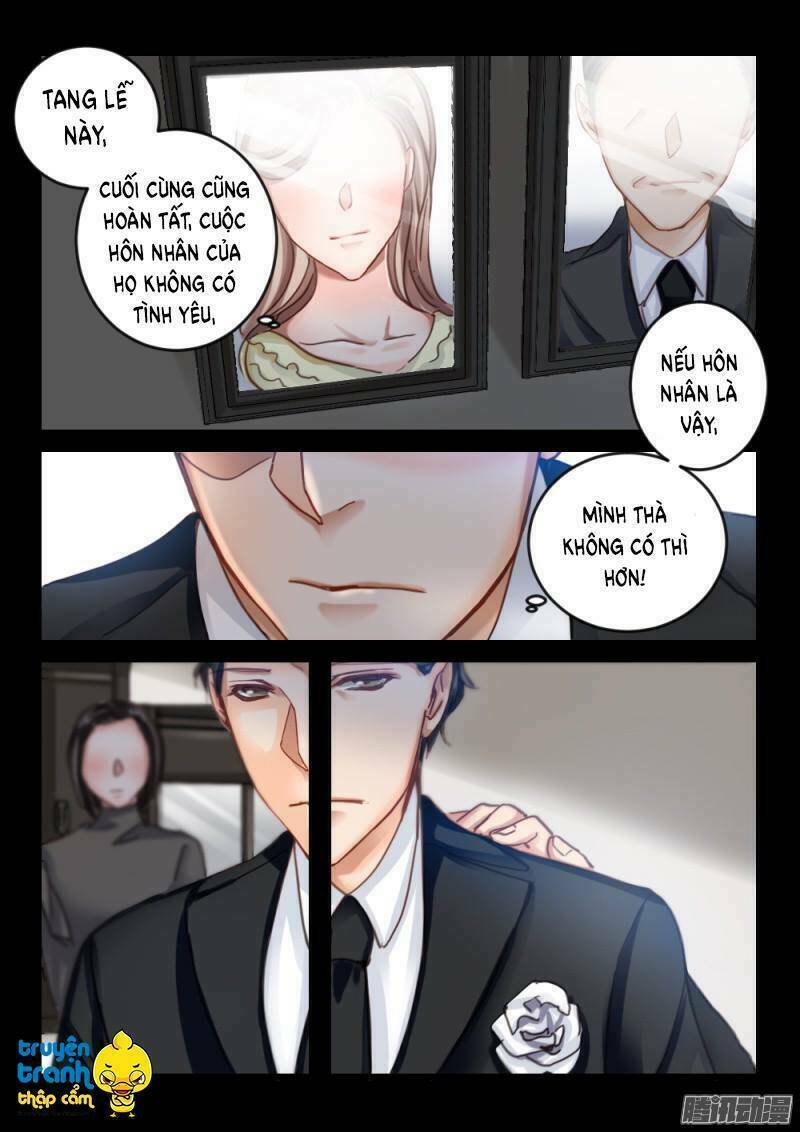 TANG LỄ
NÀY,
CUỐI CÙNG CŨNG
HOÀN TẤT, CUỘC
HÔN NHÂN CỦA
HỌ KHÔNG CÓ
TÌNH YÊU,
NẾU HÔN
NHÂN LÀ
VẬY,
MÌNH THÀ
KHÔNG CÓ THÌ
HƠN!
truyện
tranh
thập cẩm
腾讯动漫